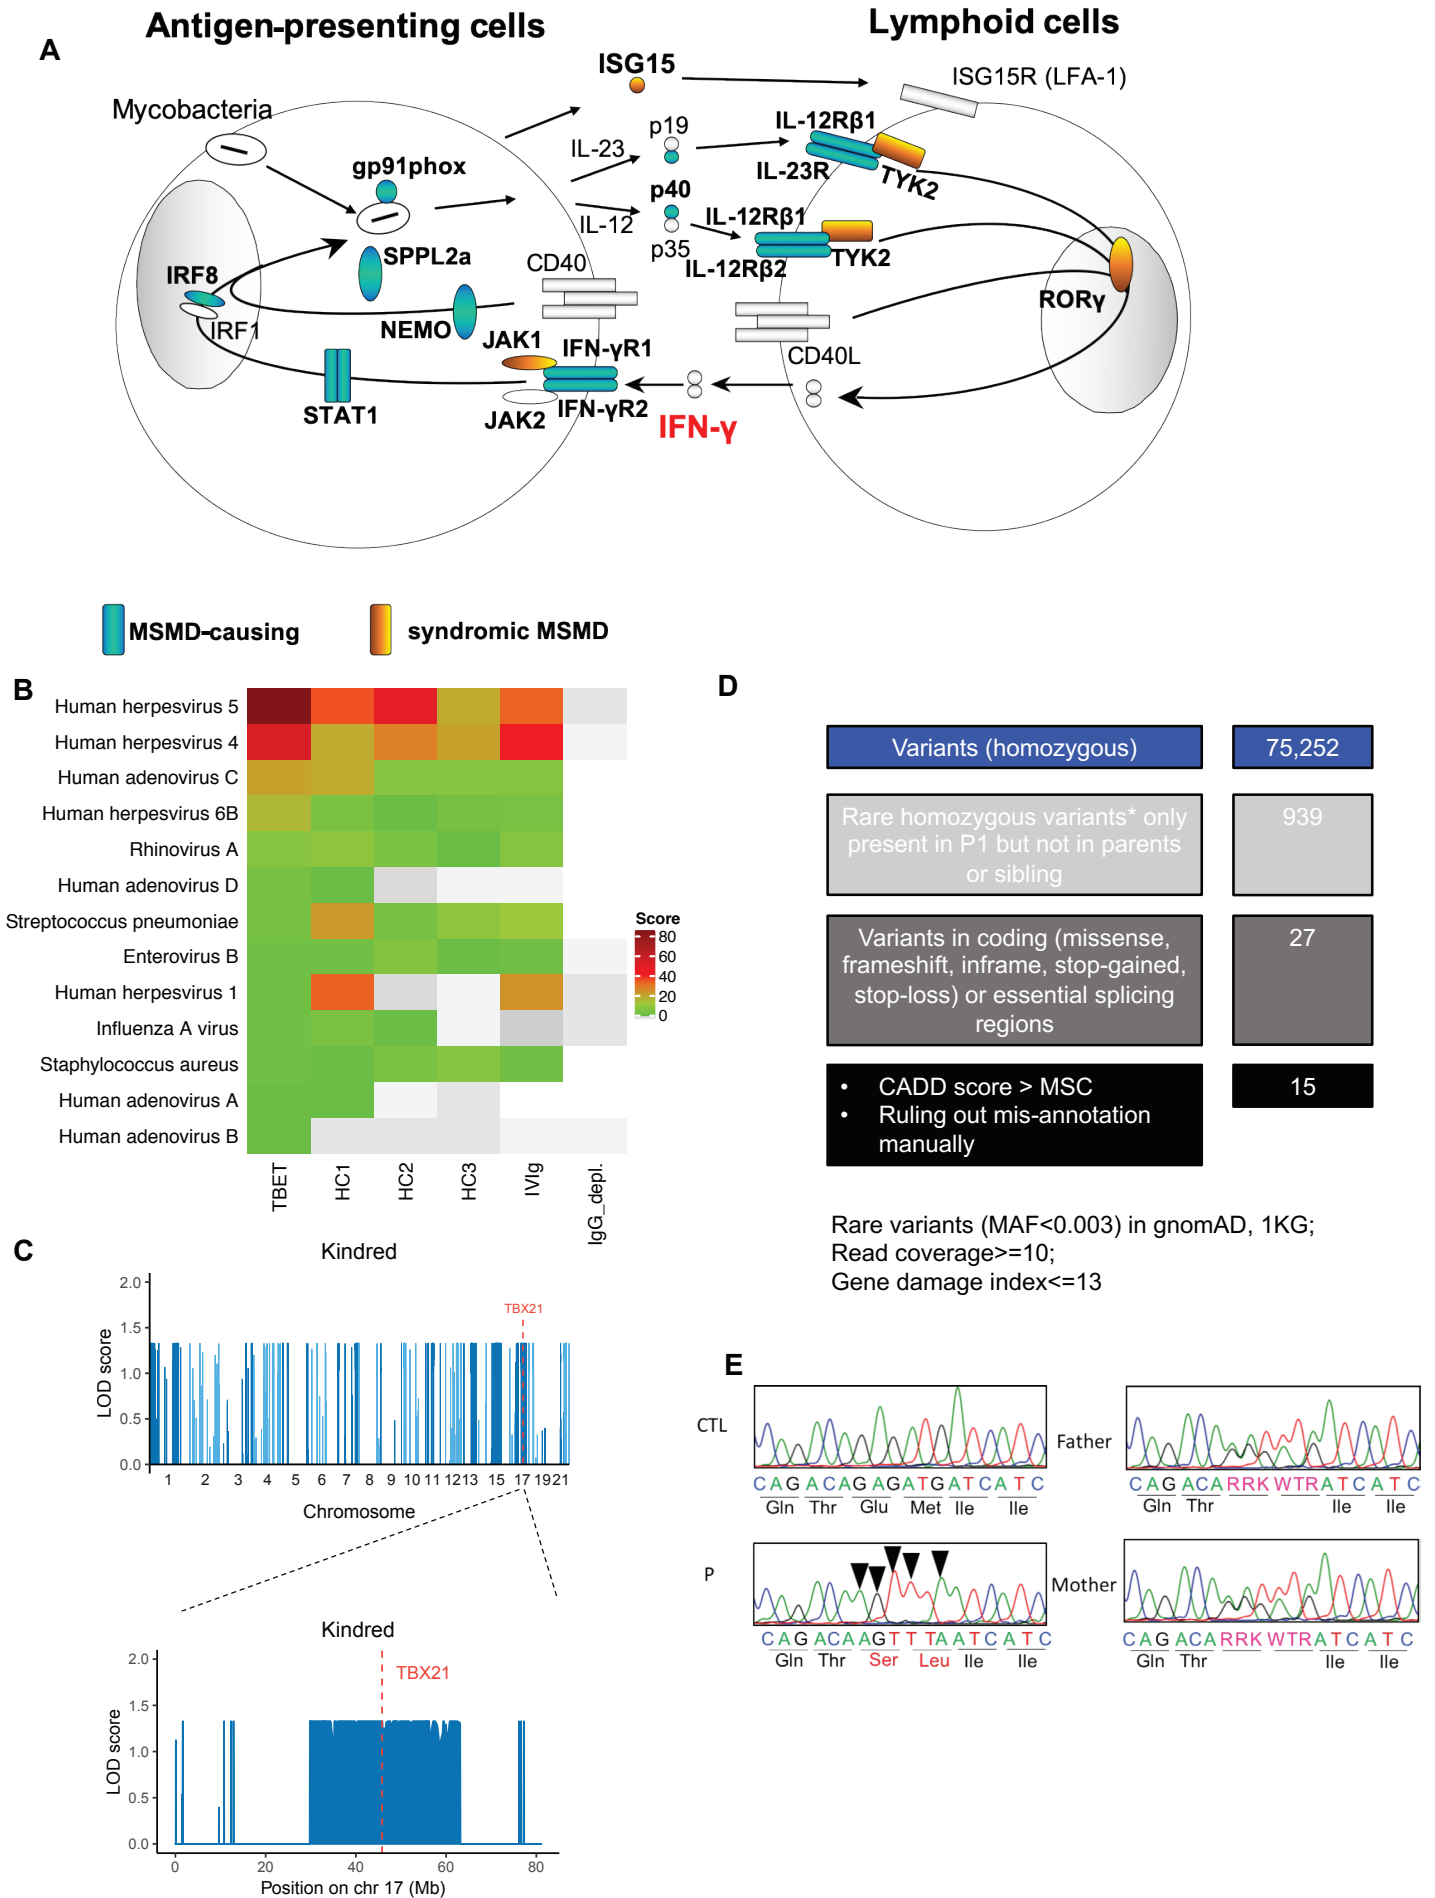 Antigen-presenting cells
Lymphoid cells
A
ISG15
ISG15R (LFA-1)
Mycobacteria
p19
IL-12Rβ1
IL-23
gp91phox
IL-23R
TYK2
p40
IL-12Rβ1
IL-12
p35
TYK2
IL-12Rβ2
SPPL2a
CD40
IRF8
RORγ
IRF1
NEMO
JAK1
IFN-γR1
CD40L
STAT1
JAK2
IFN-γR2
IFN-γ
MSMD-causing
syndromic MSMD
B
Human herpesvirus 5
Human herpesvirus 4
Human adenovirus C
Human herpesvirus 6B
Rhinovirus A
Human adenovirus D
Streptococcus pneumoniae
Enterovirus B
Human herpesvirus 1
Influenza A virus
Staphylococcus aureus
Human adenovirus A
Human adenovirus B
TBET
HC1
HC2
HC3
IVIg
IgG_depl.
Score
80
60
40
20
0
D
Variants (homozygous)
75,252
Rare homozygous variants* only
present in P1 but not in parents
or sibling
939
Variants in coding (missense,
frameshift, inframe, stop-gained,
stop-loss) or essential splicing
regions
27
• CADD score > MSC
• Ruling out mis-annotation
manually
15
Rare variants (MAF<0.003) in gnomAD, 1KG;
Read coverage>=10;
Gene damage index<=13
C
Kindred
TBX21
LOD score
2.0
1.5
1.0
0.5
0.0
1 2 3 4 5 6 7 8 9 10 11 12 13 15 17 19 21
Chromosome
Kindred
TBX21
LOD score
2.0
1.5
1.0
0.5
0.0
0 20 40 60 80
Position on chr 17 (Mb)
E
CTL
CAGACAGAGATGATCATC
Gln Thr Glu Met Ile Ile
Father
CAGACARRKWTRATCATC
Gln Thr Ile Ile
P
CAGACAAGTTTAATCATC
Gln Thr Ser Leu Ile Ile
Mother
CAGACARRKWTRATCATC
Gln Thr Ile Ile